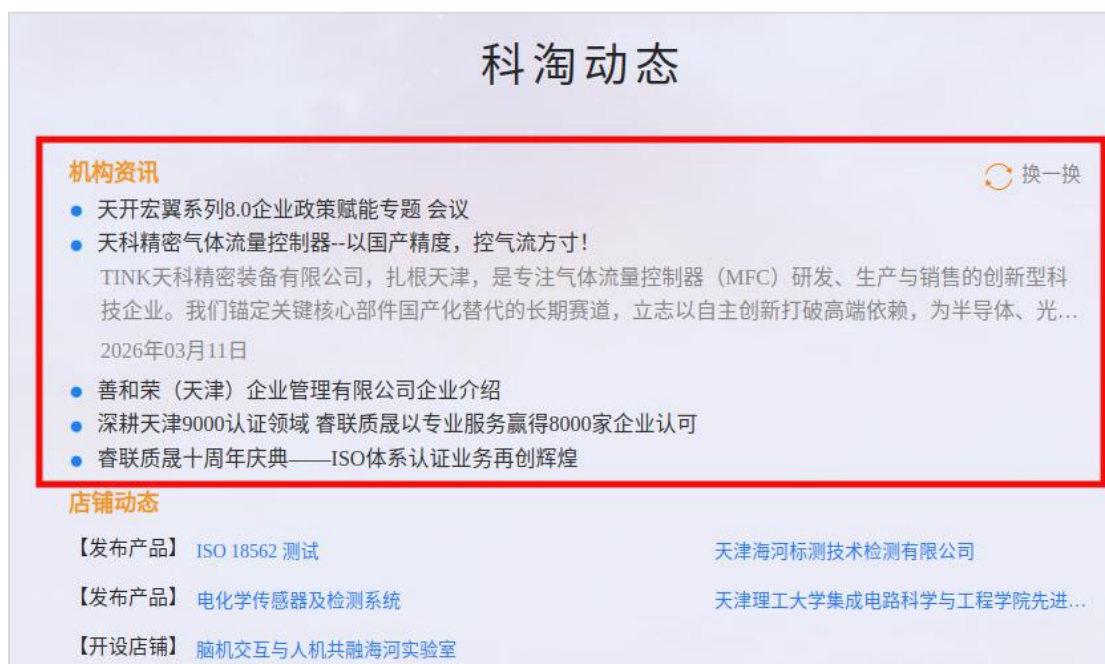 科淘动态
机构资讯
换一换
天开宏翼系列8.0企业政策赋能专题 会议
天科精密气体流量控制器--以国产精度，控气流方寸！
TINK天科精密装备有限公司，扎根天津，是专注气体流量控制器（MFC）研发、生产与销售的创新型科
技企业。我们锚定关键核心部件国产化替代的长期赛道，立志以自主创新打破高端依赖，为半导体、光…
2026年03月11日
善和荣（天津）企业管理有限公司企业介绍
深耕天津9000认证领域 睿联质晟以专业服务赢得8000家企业认可
睿联质晟十周年庆典——ISO体系认证业务再创辉煌
店铺动态
【发布产品】 ISO 18562 测试 天津海河标测技术检测有限公司
【发布产品】 电化学传感器及检测系统 天津理工大学集成电路科学与工程学院先进…
【开设店铺】 脑机交互与人机共融海河实验室